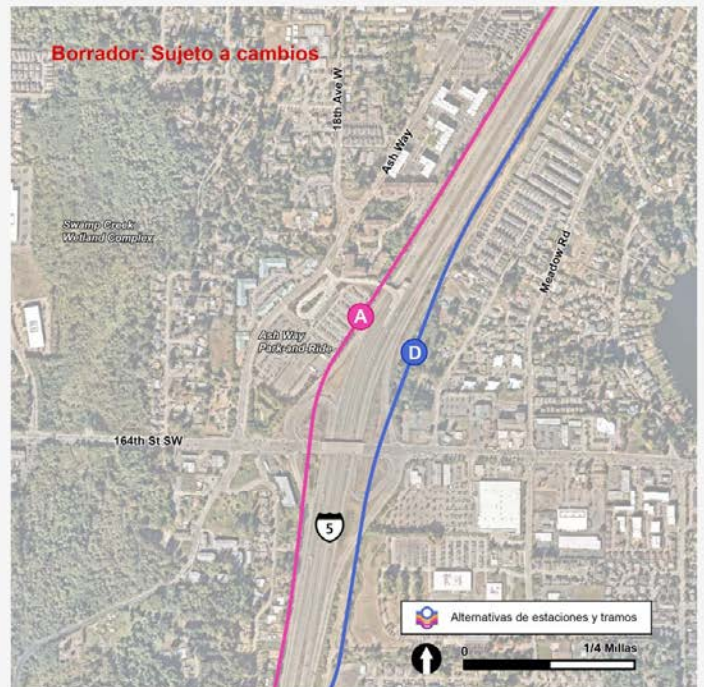 Borrador: Sujeto a cambios
18th Ave W
Ash Way
Swamp Creek
Wetland Complex
Meadow Rd
A
Ash Way
Park-and-Ride
D
164th St SW
5
Alternativas de estaciones y tramos
0 1/4 Millas